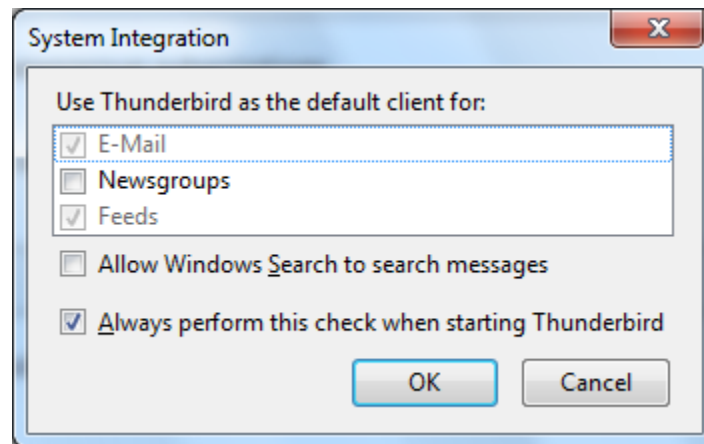 System Integration
Use Thunderbird as the default client for:
E-Mail
Newsgroups
Feeds
Allow Windows Search to search messages
Always perform this check when starting Thunderbird
OK
Cancel